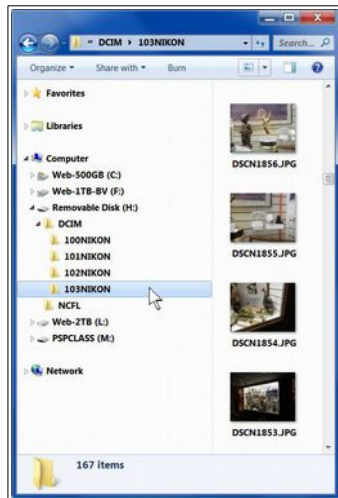 « DCIM ▸ 103NIKON
Search...
Organize ▾ Share with ▾ Burn
Favorites
Libraries
Computer
Web-500GB (C:)
Web-1TB-BV (F:)
Removable Disk (H:)
DCIM
100NIKON
101NIKON
102NIKON
103NIKON
NCFL
Web-2TB (L:)
PSPCLASS (M:)
Network
DSCN1856.JPG
DSCN1855.JPG
DSCN1854.JPG
DSCN1853.JPG
167 items